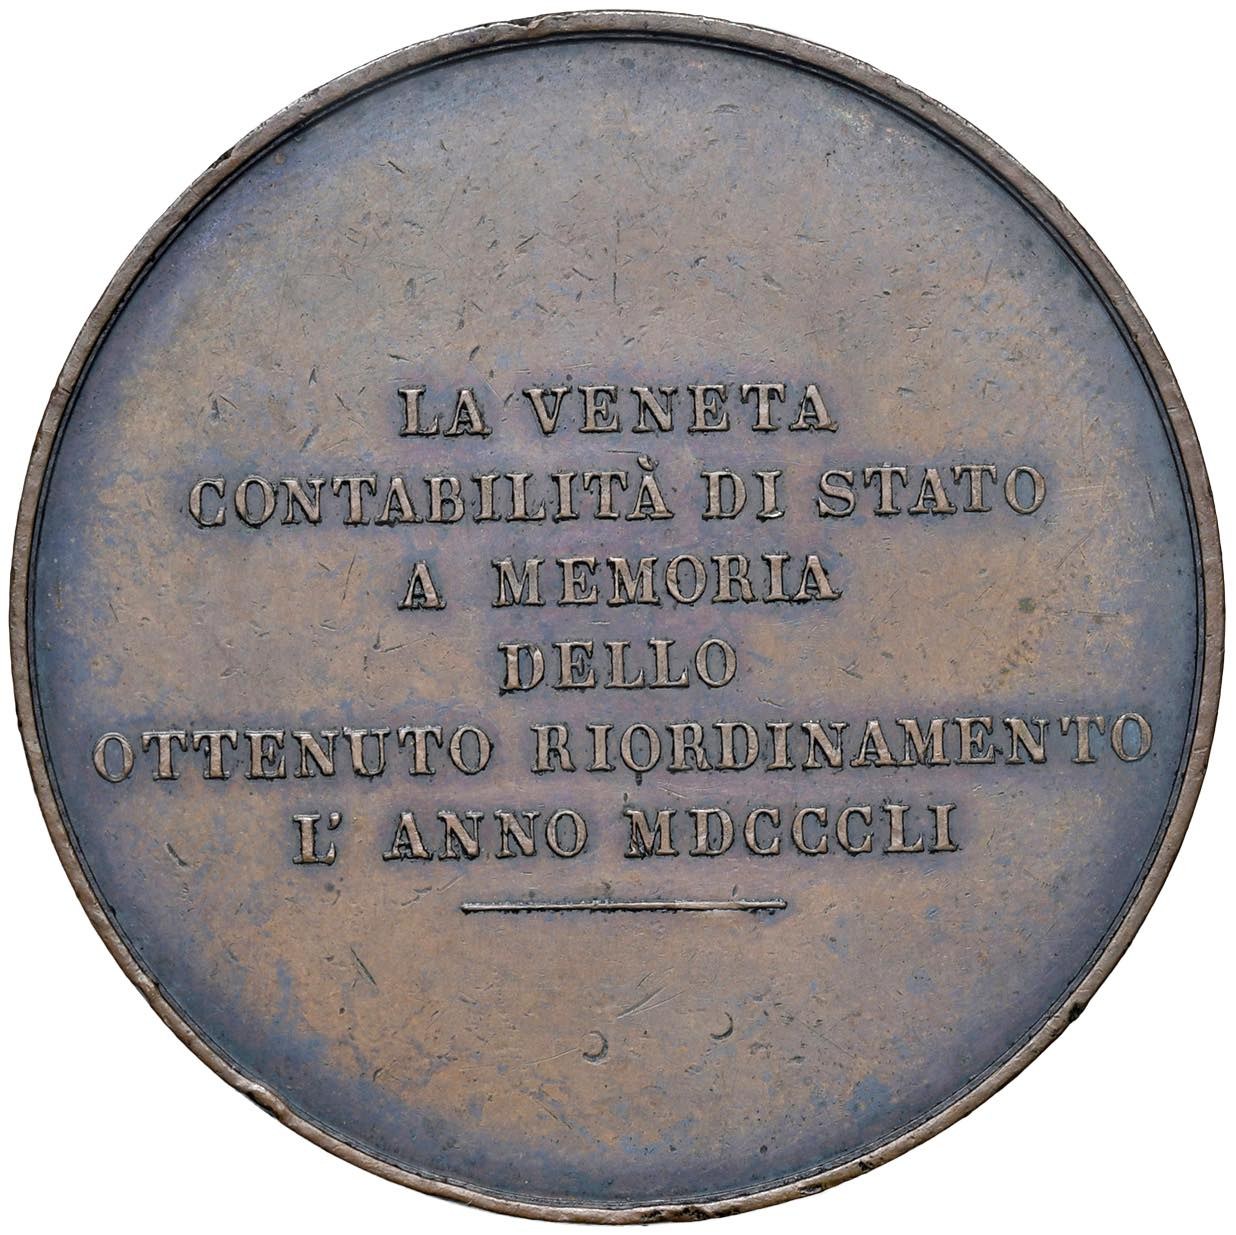 LA VENETA
CONTABILITÀ DI STATO
A MEMORIA
DELLO
OTTENUTO RIORDINAMENTO
L' ANNO MDCCCLI